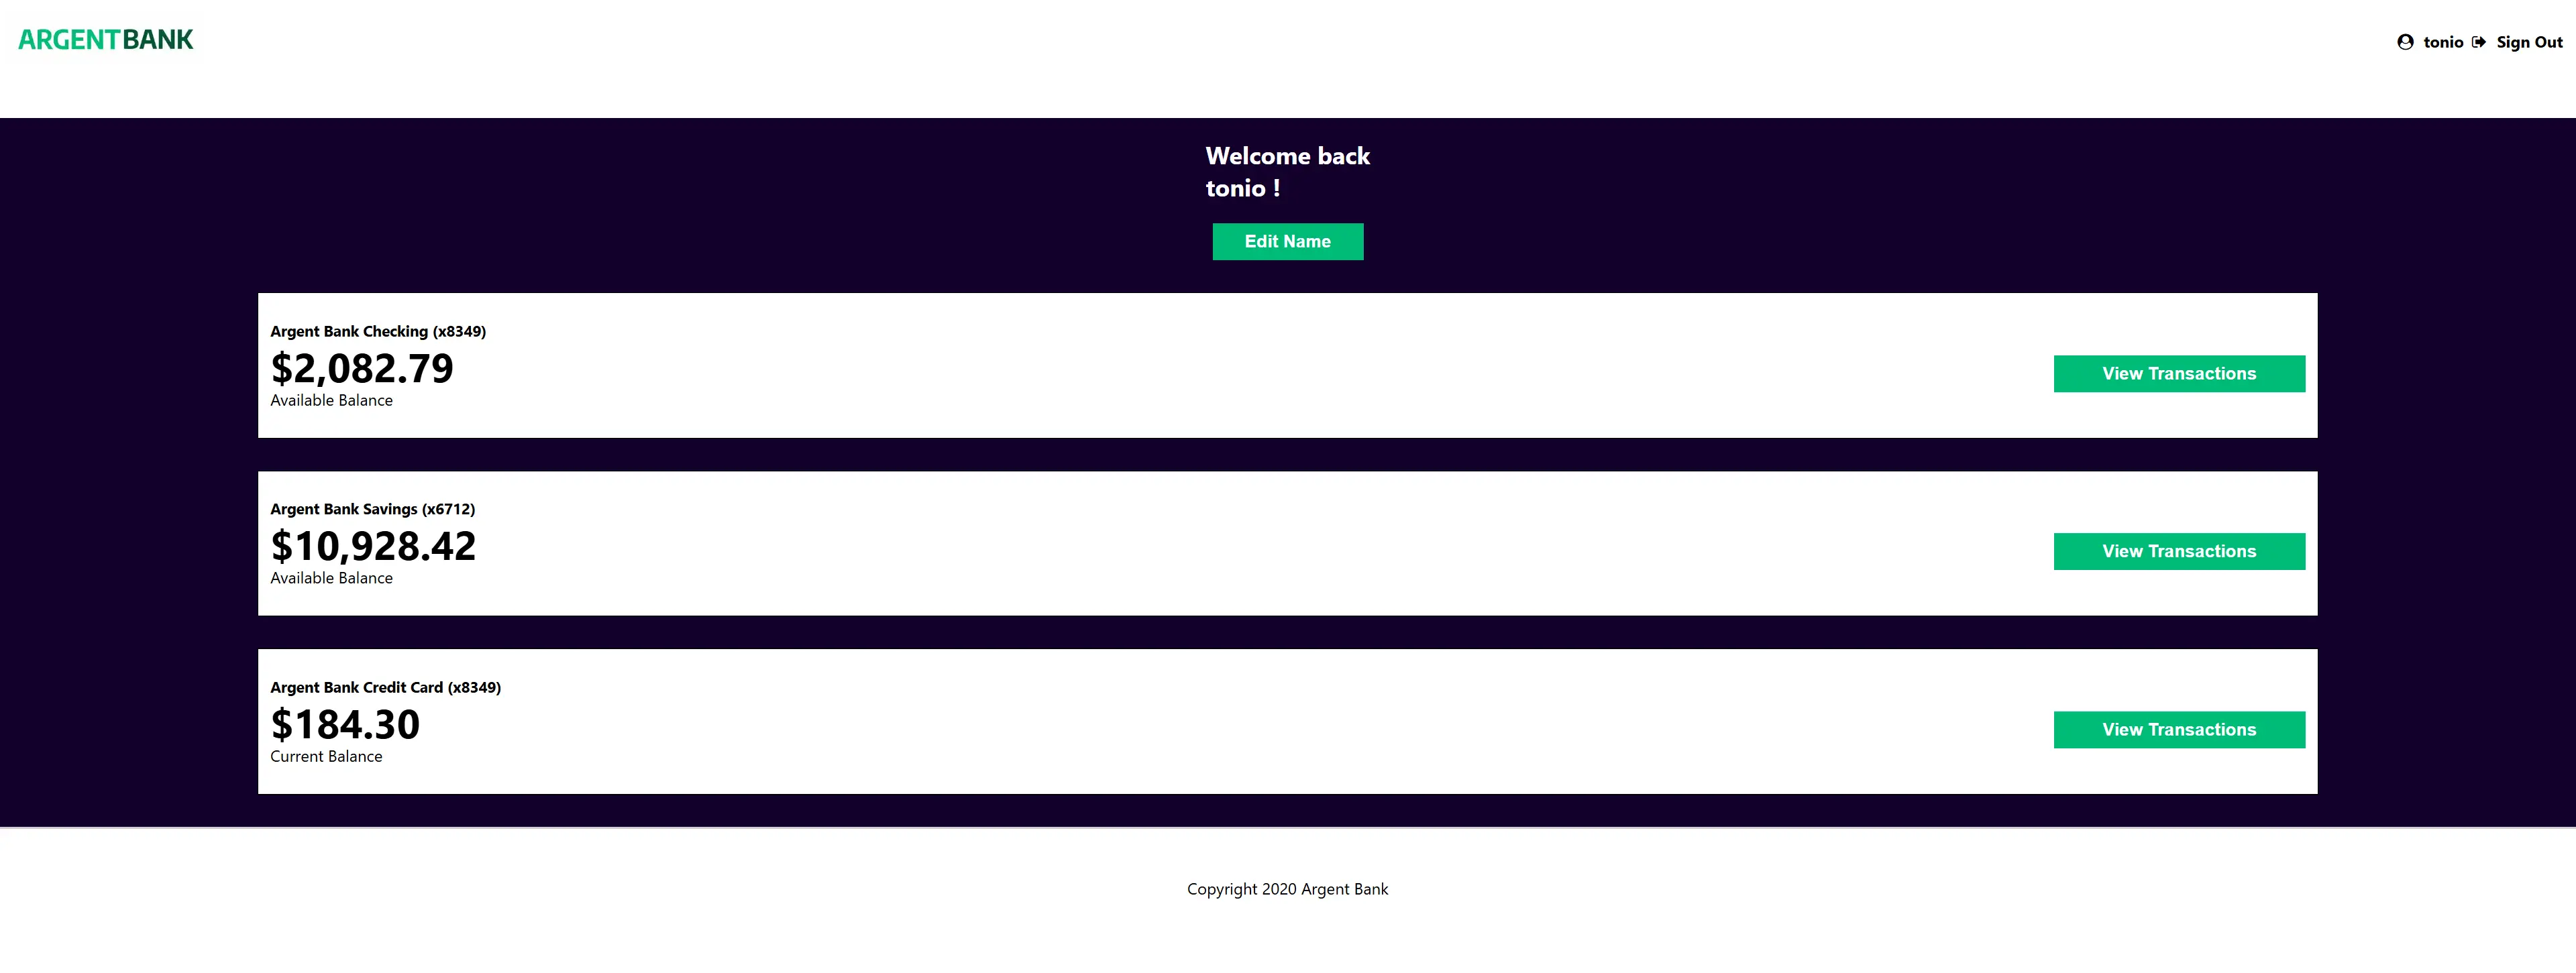 ARGENTBANK
tonio Sign Out
Welcome back
tonio !
Edit Name
Argent Bank Checking (x8349)
$2,082.79
Available Balance
View Transactions
Argent Bank Savings (x6712)
$10,928.42
Available Balance
View Transactions
Argent Bank Credit Card (x8349)
$184.30
Current Balance
View Transactions
Copyright 2020 Argent Bank